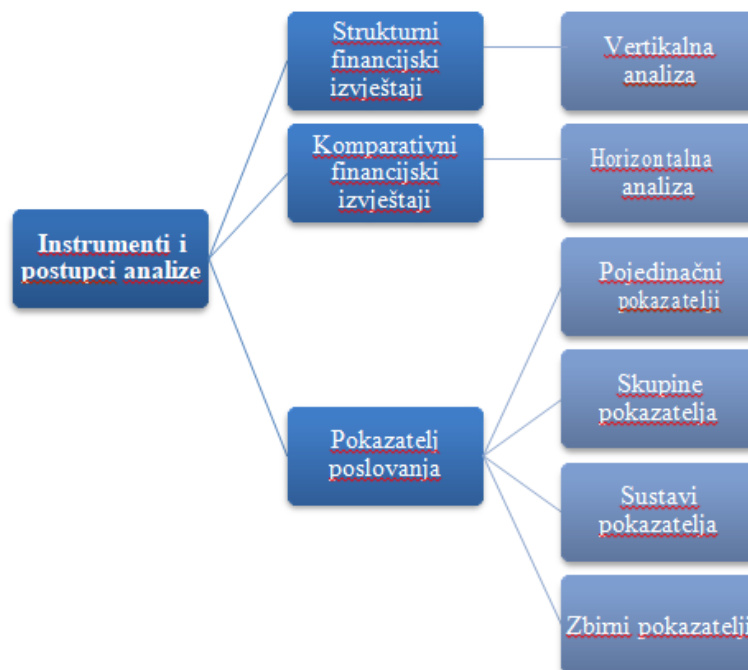 Instrumenti i
postupci analize
Strukturni
financijski
izvještaji
Vertikalna
analiza
Komparativni
financijski
izvještaji
Horizontalna
analiza
Pokazatelj
poslovanja
Pojedinačni
pokazatelji
Skupine
pokazatelja
Sustavi
pokazatelja
Zbirni pokazatelji